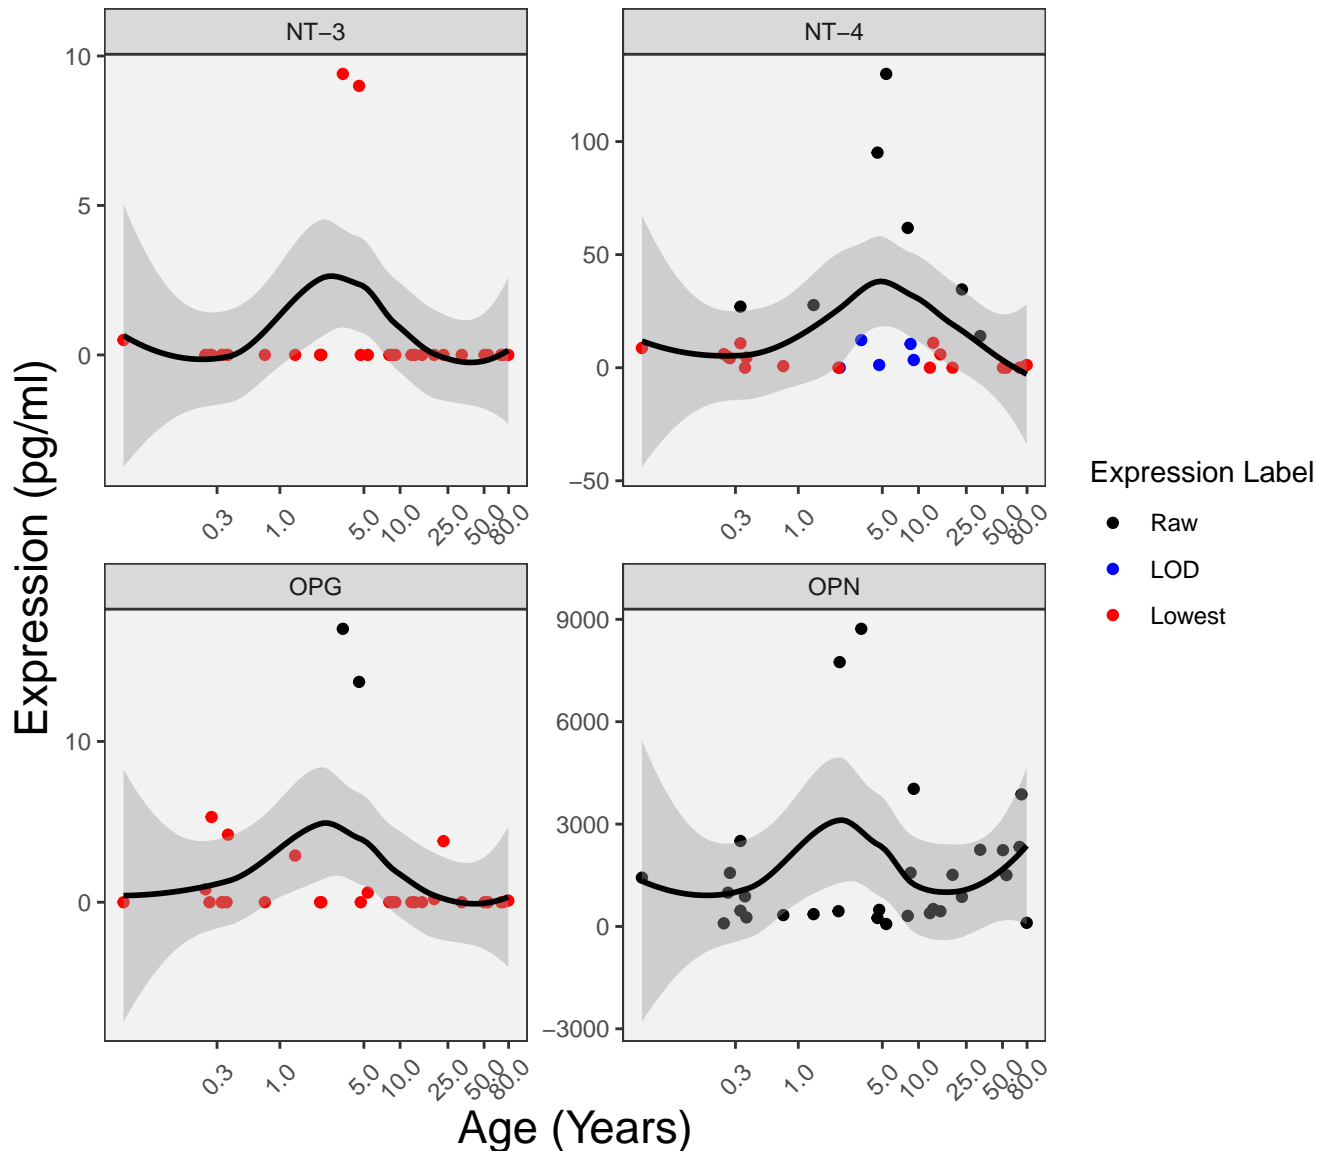 NT−3
NT−4
10
5
0
100
50
0
−50
0.3 1.0 5.0 10.0 25.0 50.0 80.0
0.3 1.0 5.0 10.0 25.0 50.0 80.0
Expression (pg/ml)
Expression Label
Raw
LOD
Lowest
OPG
OPN
10
0
9000
6000
3000
0
−3000
0.3 1.0 5.0 10.0 25.0 50.0 80.0
0.3 1.0 5.0 10.0 25.0 50.0 80.0
Age (Years)